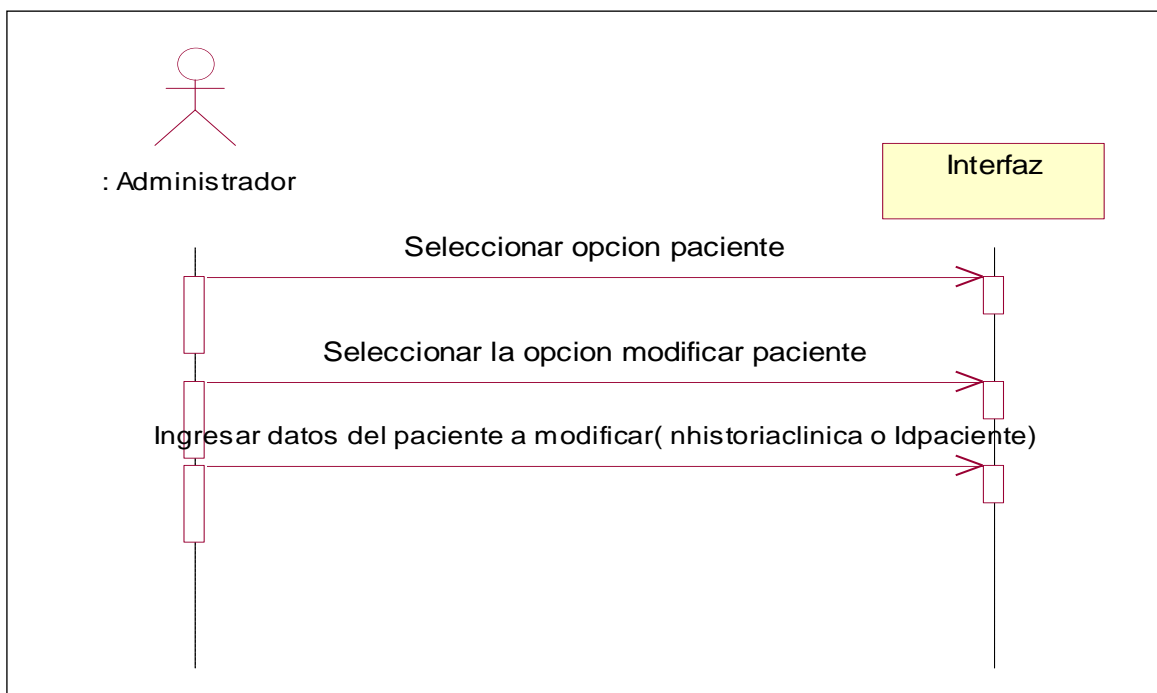 : Administrador
Interfaz
Seleccionar opcion paciente
Seleccionar la opcion modificar paciente
Ingresar datos del paciente a modificar( nhistoriaclinica o Idpaciente)